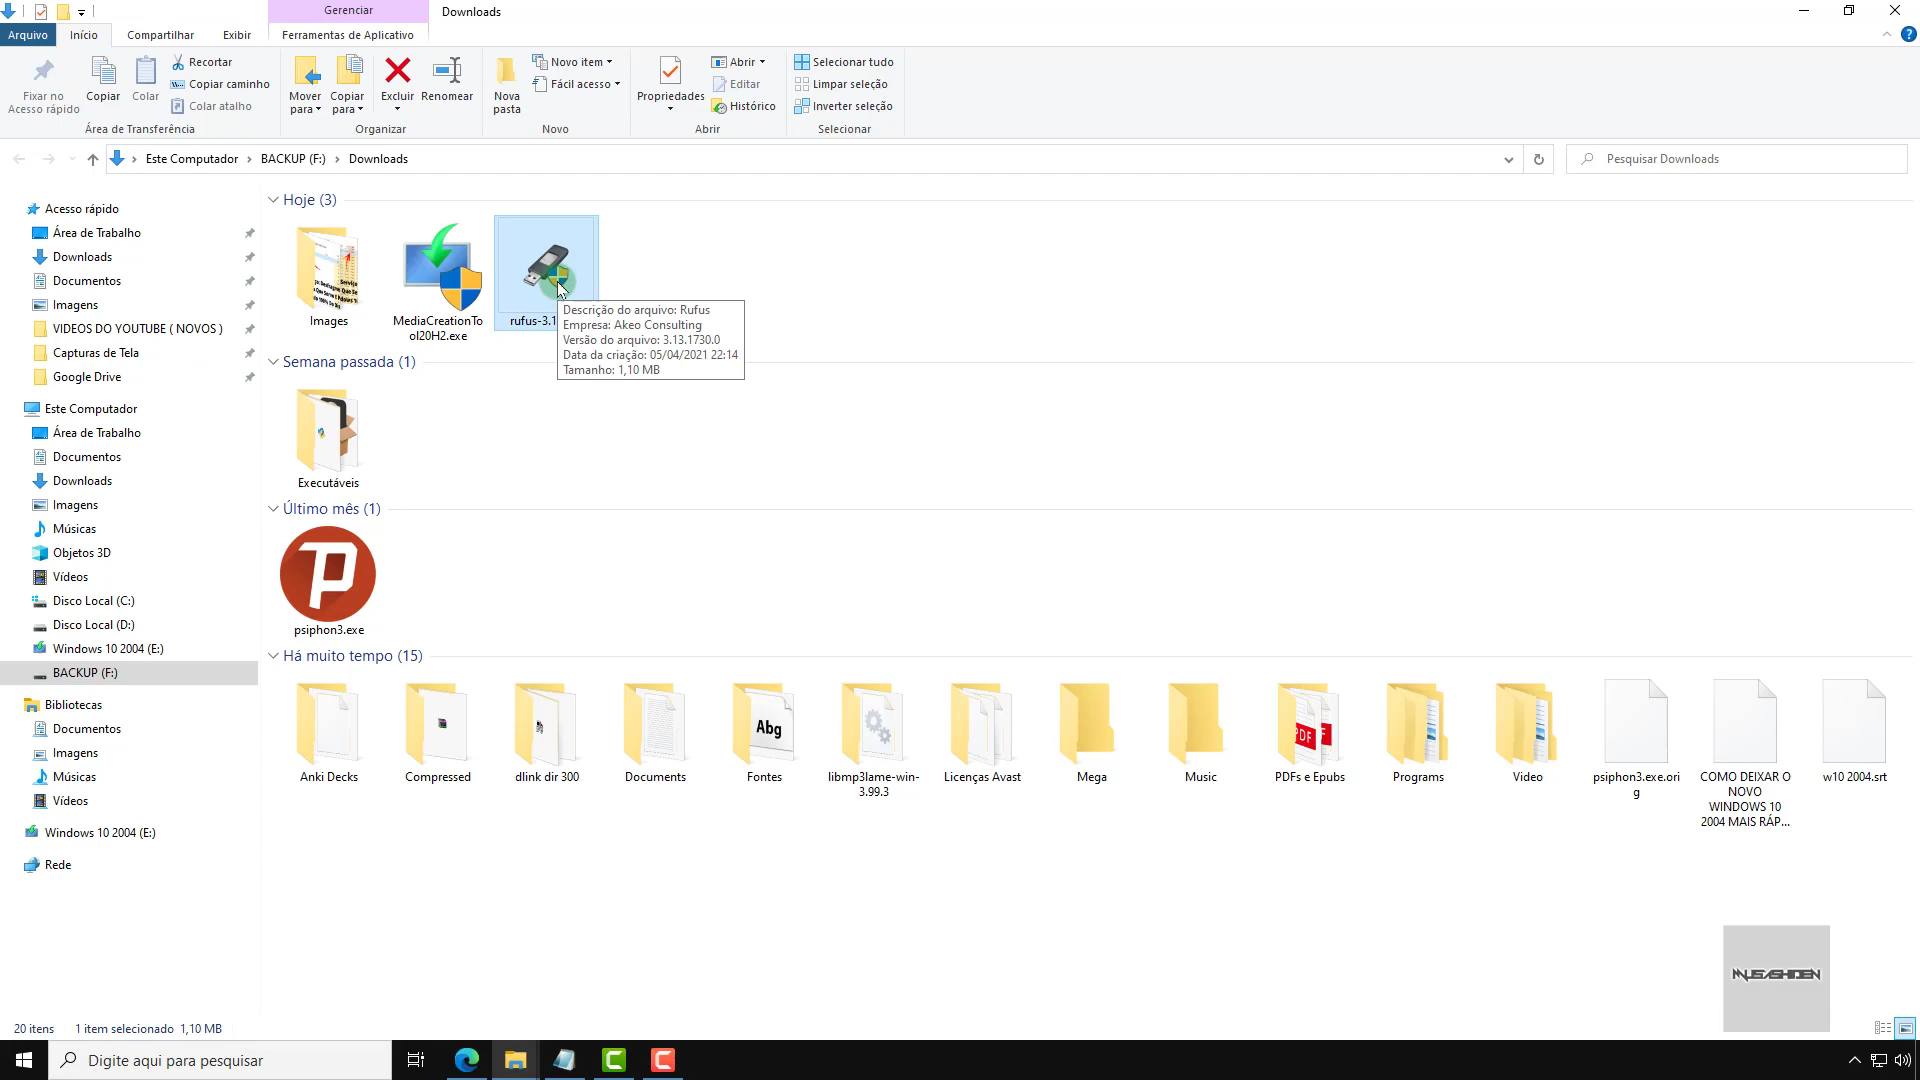 Gerenciar
Downloads
Arquivo
Início
Compartilhar
Exibir
Ferramentas de Aplicativo
Fixar no
Acesso rápido
Copiar
Colar
Recortar
Copiar caminho
Colar atalho
Área de Transferência
Mover
para
Copiar
para
Excluir
Renomear
Organizar
Nova
pasta
Novo item
Fácil acesso
Novo
Propriedades
Abrir
Editar
Histórico
Abrir
Selecionar tudo
Limpar seleção
Inverter seleção
Selecionar
Este Computador
BACKUP (F:)
Downloads
Pesquisar Downloads
Acesso rápido
Área de Trabalho
Downloads
Documentos
Imagens
VIDEOS DO YOUTUBE ( NOVOS )
Capturas de Tela
Google Drive
Este Computador
Área de Trabalho
Documentos
Downloads
Imagens
Músicas
Objetos 3D
Vídeos
Disco Local (C:)
Disco Local (D:)
Windows 10 2004 (E:)
BACKUP (F:)
Bibliotecas
Documentos
Imagens
Músicas
Vídeos
Windows 10 2004 (E:)
Rede
Hoje (3)
Images
MediaCreationTo
ol20H2.exe
rufus-3.1
Descrição do arquivo: Rufus
Empresa: Akeo Consulting
Versão do arquivo: 3.13.1730.0
Data da criação: 05/04/2021 22:14
Tamanho: 1,10 MB
Semana passada (1)
Executáveis
Último mês (1)
psiphon3.exe
Há muito tempo (15)
Abg
PDF
Anki Decks
Compressed
dlink dir 300
Documents
Fontes
libmp3lame-win-
3.99.3
Licenças Avast
Mega
Music
PDFs e Epubs
Programs
Video
psiphon3.exe.ori
g
COMO DEIXAR O
NOVO
WINDOWS 10
2004 MAIS RÁP...
w10 2004.srt
20 itens
1 item selecionado 1,10 MB
Digite aqui para pesquisar